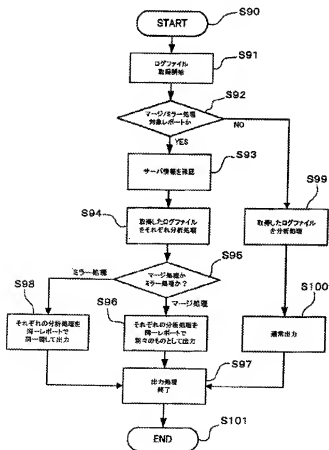 S90
START
S91
ログファイル
取得開始
S92
マージ/ミラー処理
対象レポートか
YES
NO
S93
サーバ情報を確認
S99
S94
取得したログファイル
をそれぞれ分析処理
取得したログファイル
を分析処理
S95
マージ処理か
ミラー処理か?
ミラー処理
マージ処理
S98
S96
S100
それぞれの分析処理を
同一レポートで
同一視して出力
それぞれの分析処理を
同一レポートで
別々のものとして出力
通常出力
S97
出力処理
終了
S101
END